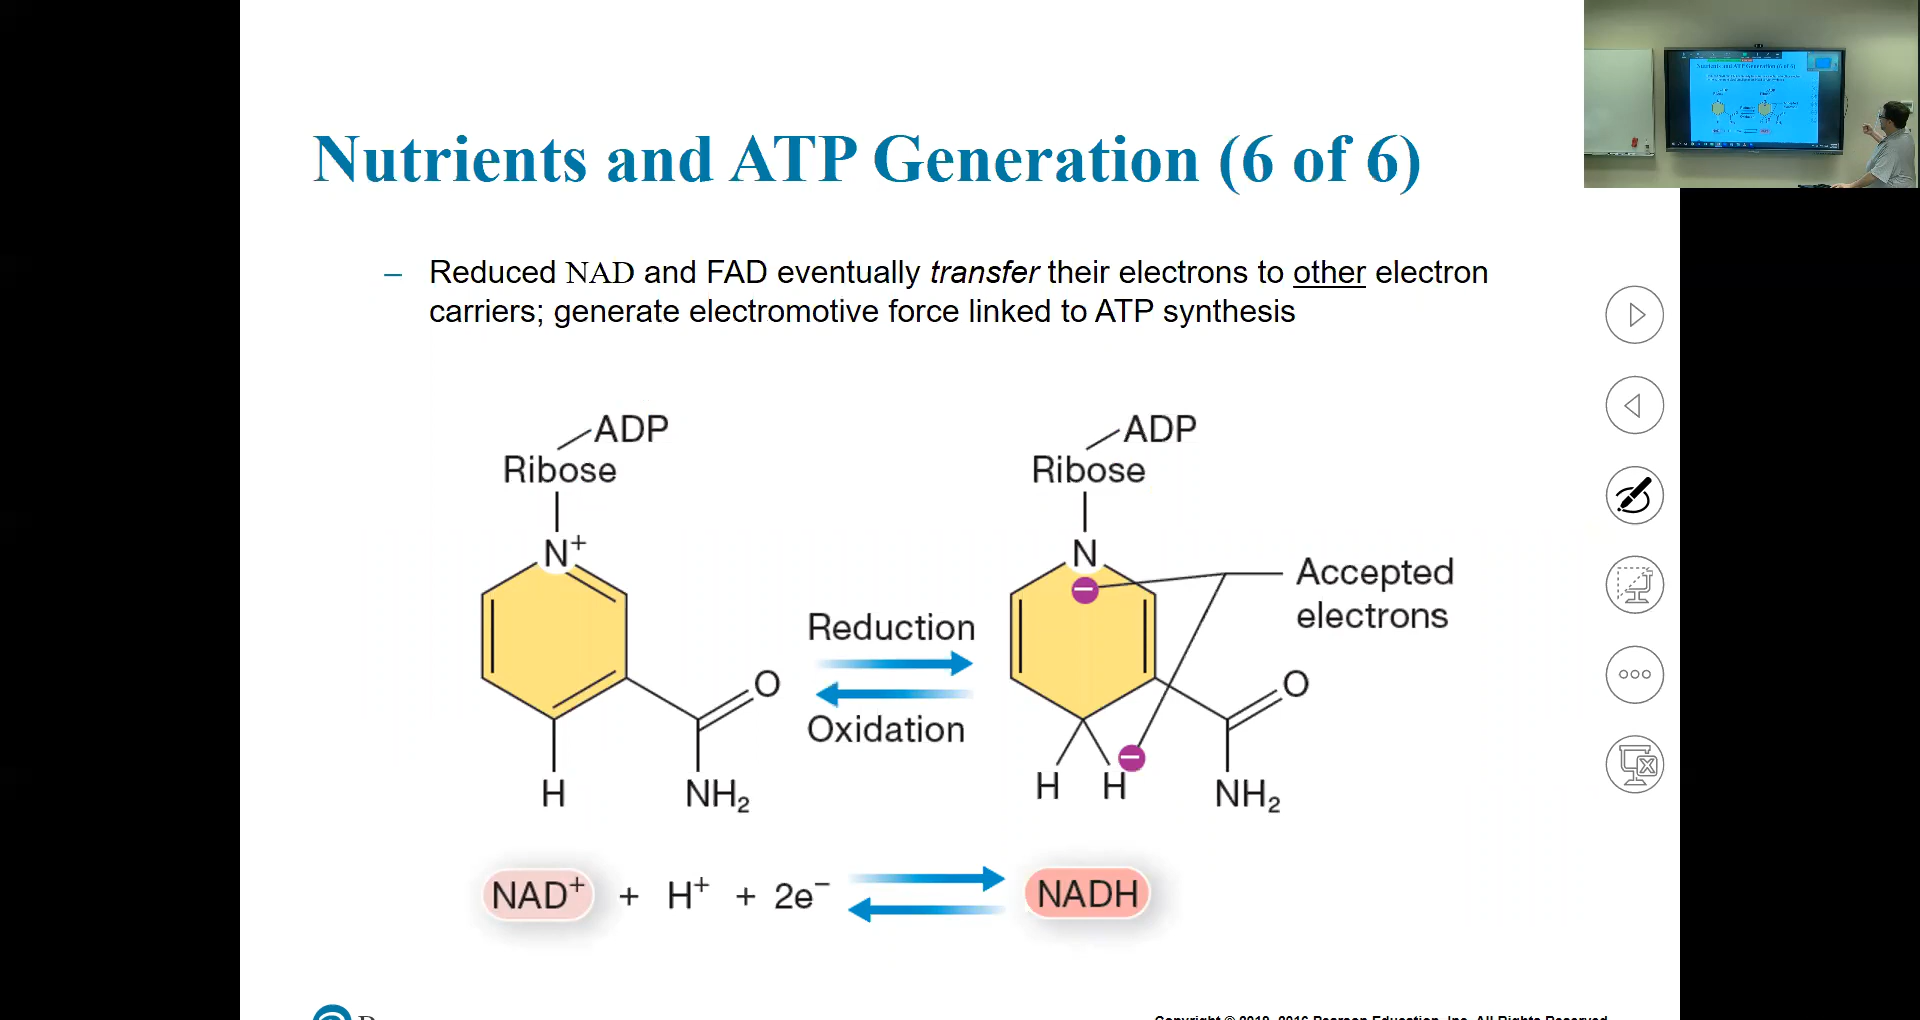 Nutrients and ATP Generation (6 of 6)
– Reduced NAD and FAD eventually transfer their electrons to other electron
carriers; generate electromotive force linked to ATP synthesis
ADP
Ribose
N+
H
O
NH₂
Reduction
Oxidation
ADP
Ribose
N
−
−
H H
O
NH₂
Accepted
electrons
NAD⁺ + H⁺ + 2e⁻
NADH